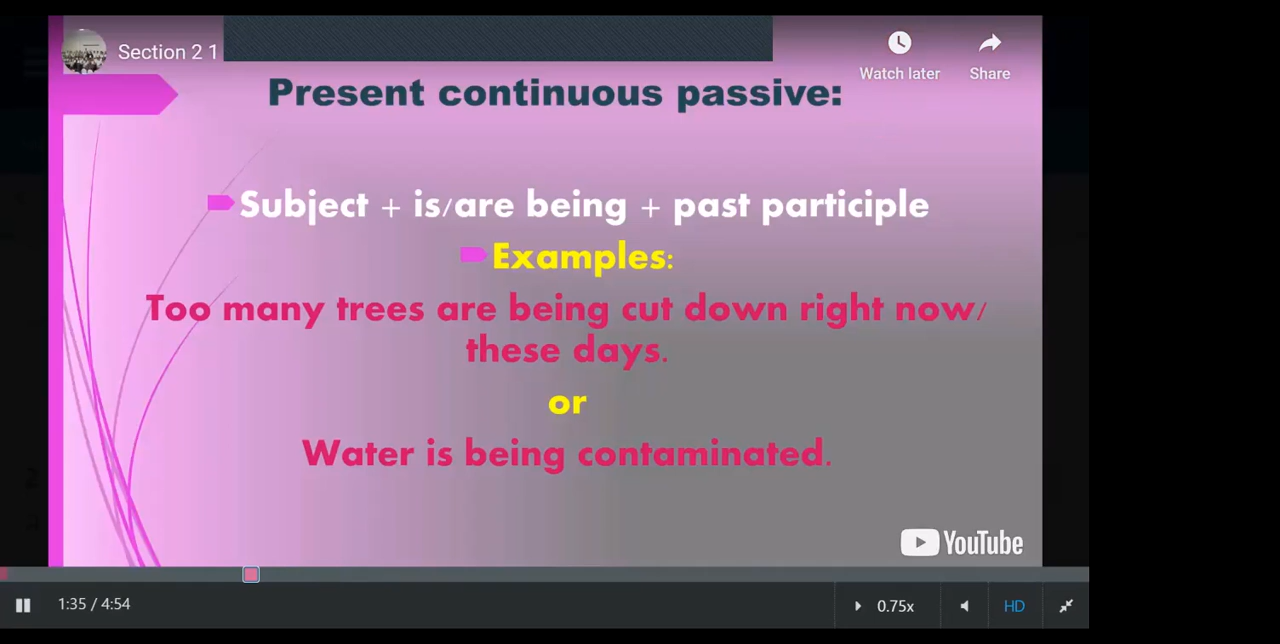 Section 2 1
Watch later
Share
Present continuous passive:
Subject + is/are being + past participle
Examples:
Too many trees are being cut down right now/
these days.
or
Water is being contaminated.
YouTube
1:35 / 4:54
0.75x
HD